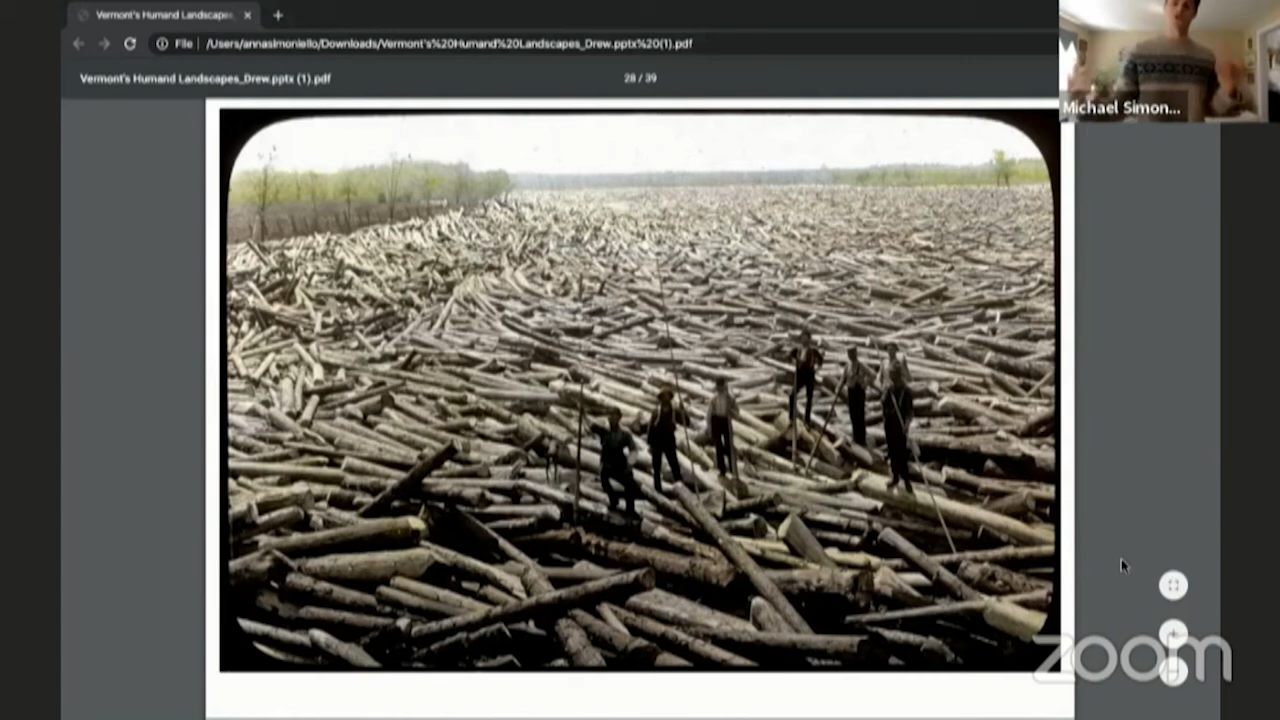 Vermont's Humand Landscapes_
File
/Users/annasimoniello/Downloads/Vermont's%20Humand%20Landscapes_Drew.pptx%20(1).pdf
Vermont's Humand Landscapes_Drew.pptx (1).pdf
28 / 39
Michael Simon...
zoom